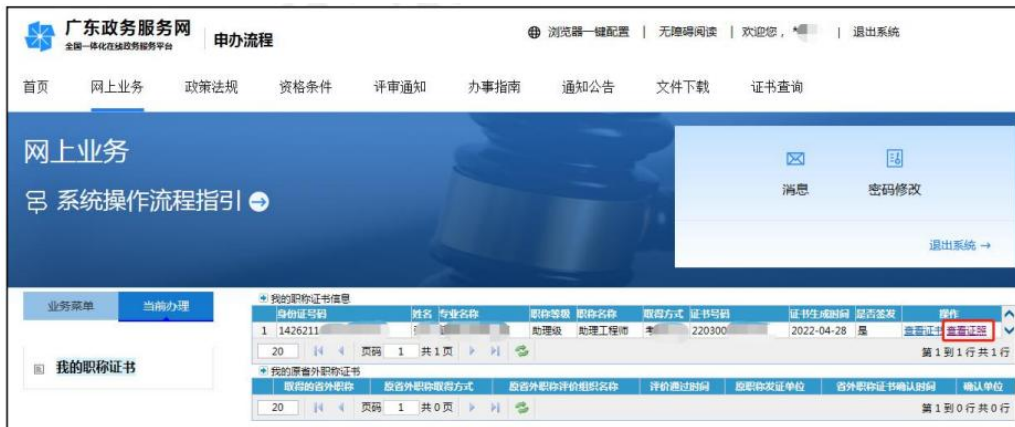 广东政务服务网 申办流程
全国一体化在线政务服务平台
浏览器一键配置 | 无障碍阅读 | 欢迎您，* | 退出系统
首页 网上业务 政策法规 资格条件 评审通知 办事指南 通知公告 文件下载 证书查询
网上业务
系统操作流程指引
消息 密码修改
退出系统 →
业务菜单 当前办理
我的职称证书
我的职称证书信息
身份证号码 姓名 专业名称 职称等级 职称名称 取得方式 证书号码 证书生成时间 是否签发 操作
1 1426211 助理级 助理工程师 考 220300 2022-04-28 是 查看证书 查看证照
20 页码 1 共1页 第1到1行共1行
我的原省外职称证书
取得的省外职称 原省外职称取得方式 原省外职称评价组织名称 评价通过时间 原职称发证单位 省外职称证书确认时间 确认单位
20 页码 1 共0页 第1到0行共0行